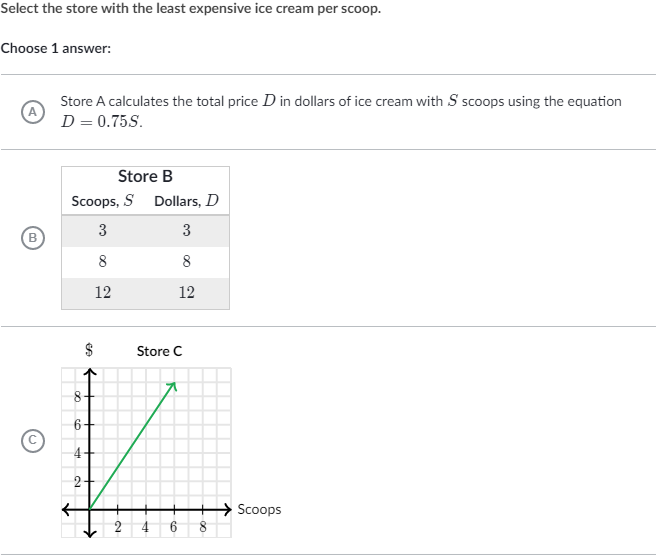 Select the store with the least expensive ice cream per scoop.
Choose 1 answer:
A
Store A calculates the total price D in dollars of ice cream with S scoops using the equation
D = 0.75S.
B
Store B
Scoops, S Dollars, D
3 3
8 8
12 12
C
$ Store C
8
6
4
2
Scoops
2 4 6 8